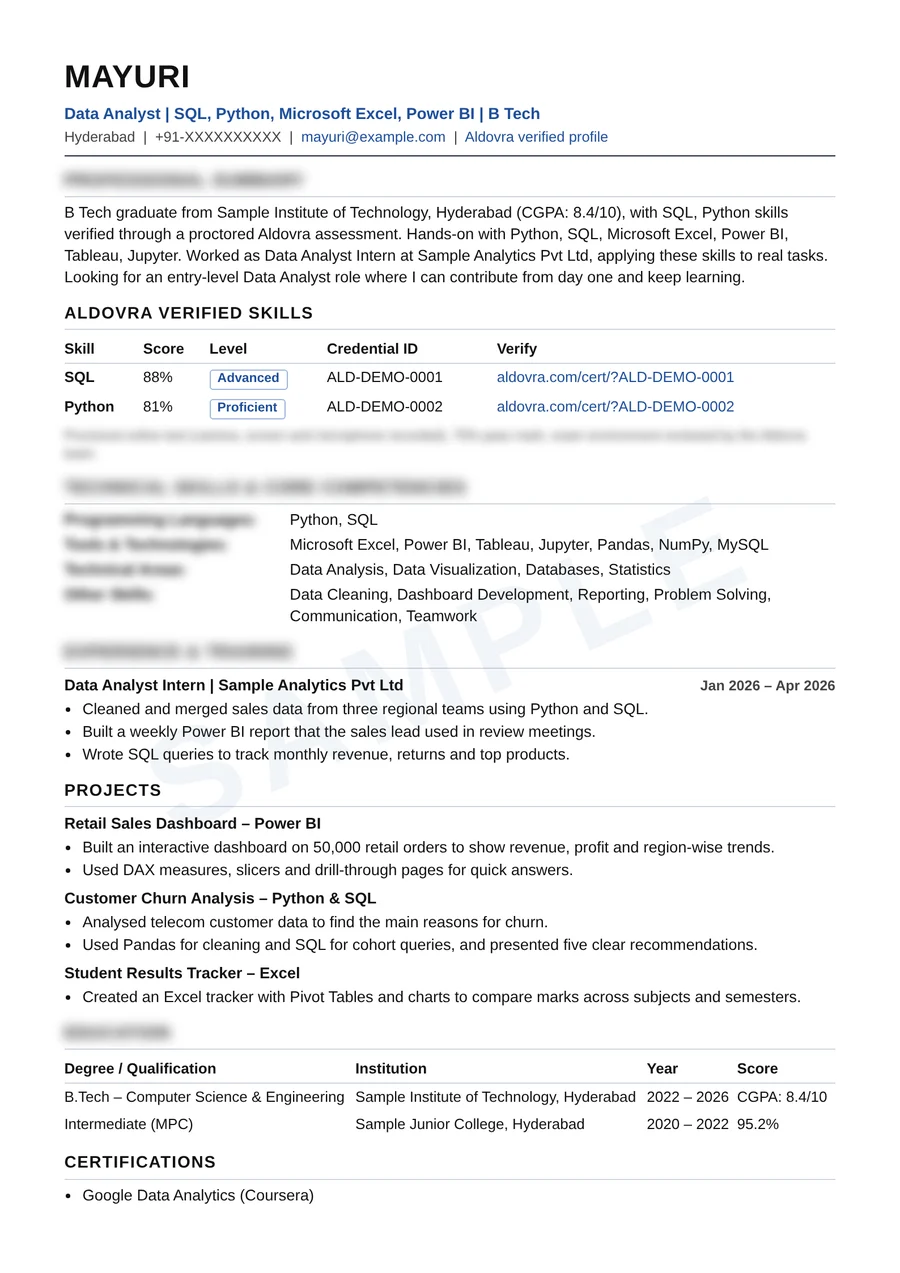 MAYURI
Data Analyst | SQL, Python, Microsoft Excel, Power BI | B Tech
Hyderabad | +91-XXXXXXXXXX | mayuri@example.com | Aldovra verified profile
B Tech graduate from Sample Institute of Technology, Hyderabad (CGPA: 8.4/10), with SQL, Python skills
verified through a proctored Aldovra assessment. Hands-on with Python, SQL, Microsoft Excel, Power BI,
Tableau, Jupyter. Worked as Data Analyst Intern at Sample Analytics Pvt Ltd, applying these skills to real tasks.
Looking for an entry-level Data Analyst role where I can contribute from day one and keep learning.
ALDOVRA VERIFIED SKILLS
Skill Score Level Credential ID Verify
SQL 88% Advanced ALD-DEMO-0001 aldovra.com/cert/?ALD-DEMO-0001
Python 81% Proficient ALD-DEMO-0002 aldovra.com/cert/?ALD-DEMO-0002
Python, SQL
Microsoft Excel, Power BI, Tableau, Jupyter, Pandas, NumPy, MySQL
Data Analysis, Data Visualization, Databases, Statistics
Data Cleaning, Dashboard Development, Reporting, Problem Solving,
Communication, Teamwork
SAMPLE
Data Analyst Intern | Sample Analytics Pvt Ltd Jan 2026 – Apr 2026
• Cleaned and merged sales data from three regional teams using Python and SQL.
• Built a weekly Power BI report that the sales lead used in review meetings.
• Wrote SQL queries to track monthly revenue, returns and top products.
PROJECTS
Retail Sales Dashboard – Power BI
• Built an interactive dashboard on 50,000 retail orders to show revenue, profit and region-wise trends.
• Used DAX measures, slicers and drill-through pages for quick answers.
Customer Churn Analysis – Python & SQL
• Analysed telecom customer data to find the main reasons for churn.
• Used Pandas for cleaning and SQL for cohort queries, and presented five clear recommendations.
Student Results Tracker – Excel
• Created an Excel tracker with Pivot Tables and charts to compare marks across subjects and semesters.
Degree / Qualification Institution Year Score
B.Tech – Computer Science & Engineering Sample Institute of Technology, Hyderabad 2022 – 2026 CGPA: 8.4/10
Intermediate (MPC) Sample Junior College, Hyderabad 2020 – 2022 95.2%
CERTIFICATIONS
• Google Data Analytics (Coursera)